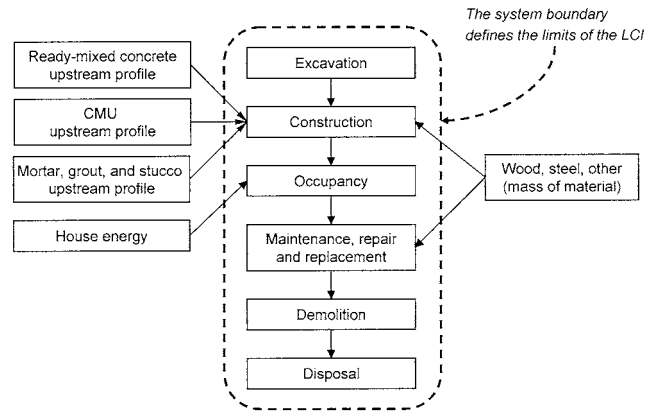 The system boundary
defines the limits of the LCI
Ready-mixed concrete
upstream profile
CMU
upstream profile
Mortar, grout, and stucco
upstream profile
House energy
Excavation
Construction
Occupancy
Maintenance, repair
and replacement
Demolition
Disposal
Wood, steel, other
(mass of material)